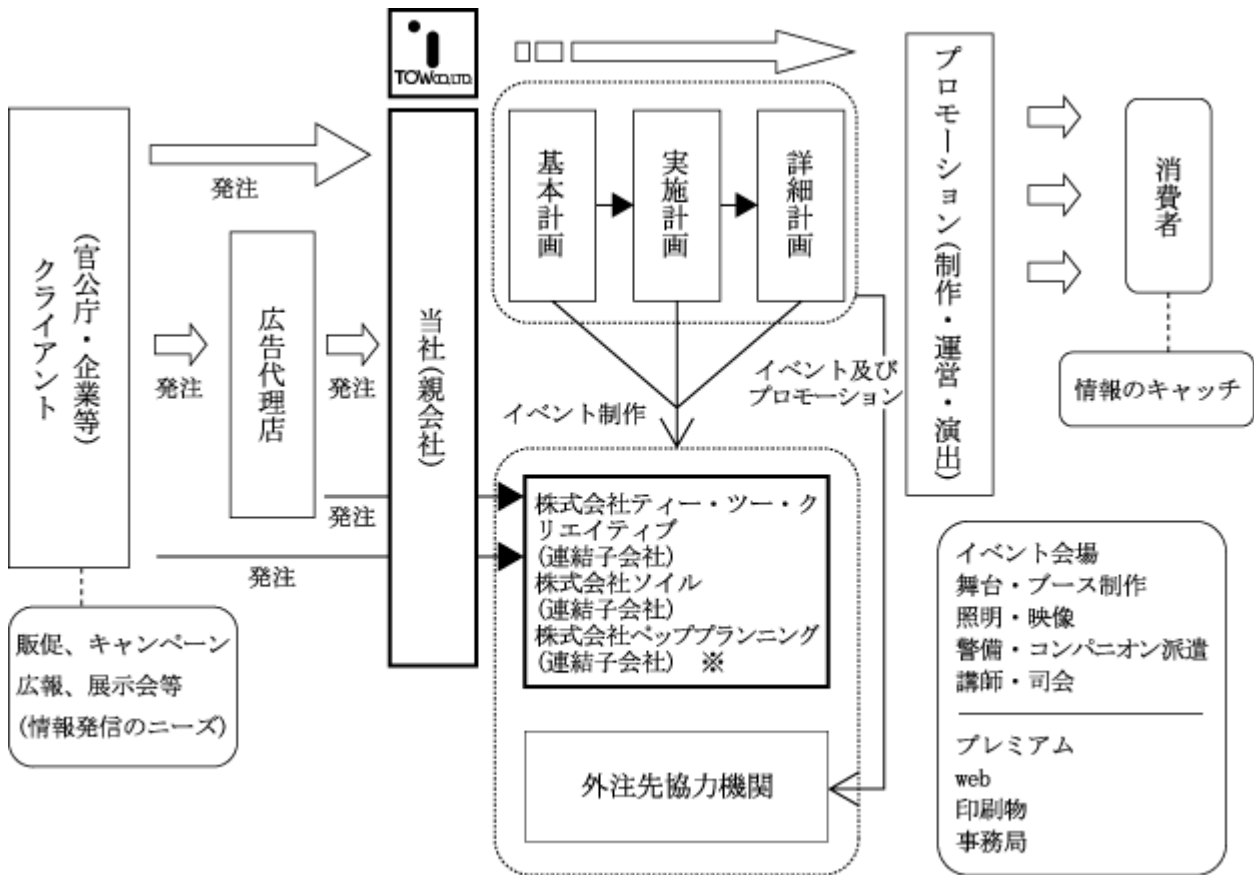 TOWCO,LTD.
クライアント
(官公庁・企業等)
発注
発注
広告代理店
発注
発注
発注
当社(親会社)
基本計画
実施計画
詳細計画
イベント制作
イベント及び
プロモーション
株式会社ティー・ツー・ク
リエイティブ
(連結子会社)
株式会社ソイル
(連結子会社)
株式会社ペッププランニング
(連結子会社) ※
外注先協力機関
プロモーション(制作・運営・演出)
消費者
情報のキャッチ
販促、キャンペーン
広報、展示会等
(情報発信のニーズ)
イベント会場
舞台・ブース制作
照明・映像
警備・コンパニオン派遣
講師・司会
プレミアム
web
印刷物
事務局